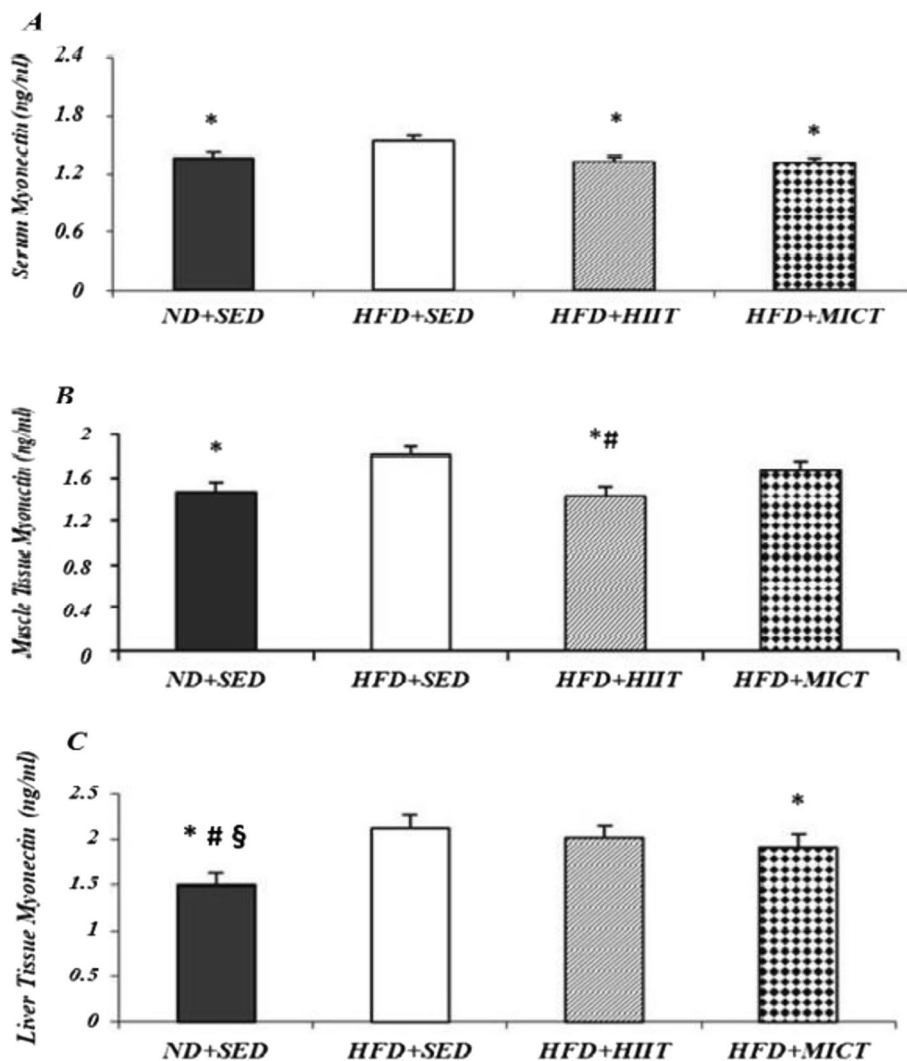 A
Serum Myonectin (ng/ml)
2.4
1.8
1.2
0.6
0
*
*
*
ND+SED HFD+SED HFD+HIIT HFD+MICT
B
Muscle Tissue Myonectin (ng/ml)
2
1.6
1.2
0.8
0.4
0
*
*#
ND+SED HFD+SED HFD+HIIT HFD+MICT
C
Liver Tissue Myonectin (ng/ml)
2.5
2
1.5
1
0.5
0
* # §
*
ND+SED HFD+SED HFD+HIIT HFD+MICT